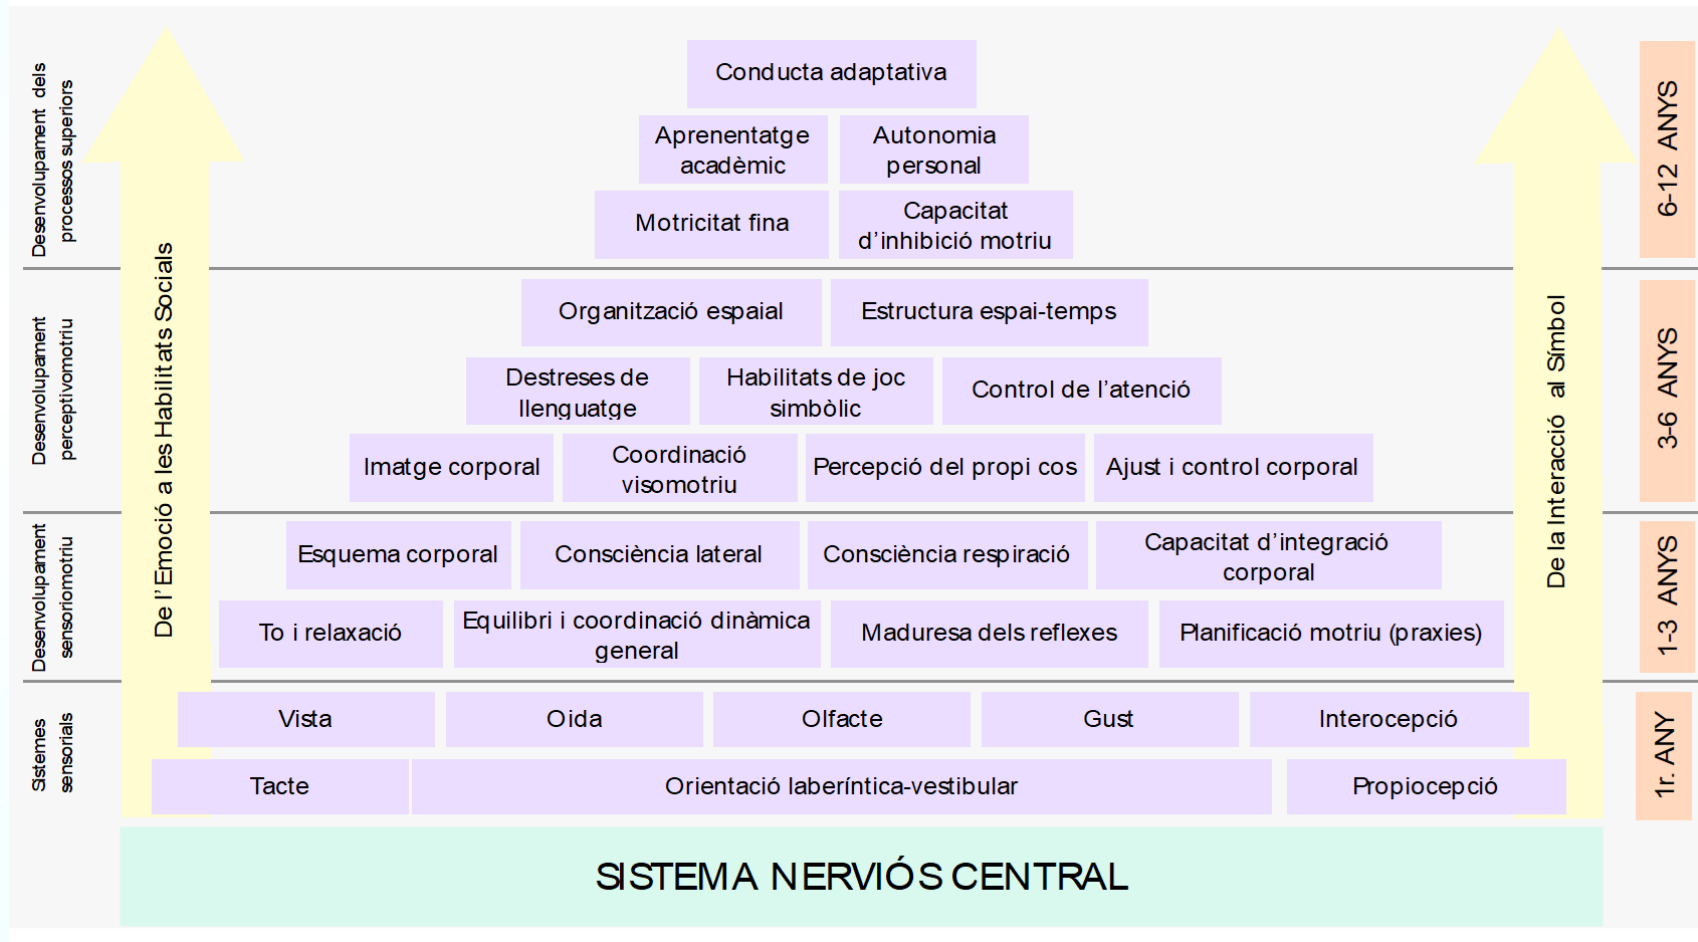 Desenvolupament dels
processos superiors
Conducta adaptativa
Aprenentatge
acadèmic
Autonomia
personal
Motricitat fina
Capacitat
d’inhibició motriu
6-12 ANYS
De l’Emoció a les Habilitats Socials
De la Interacció al Símbol
Desenvolupament
perceptivomotriu
Organització espaial
Estructura espai-temps
Destreses de
llenguatge
Habilitats de joc
simbòlic
Control de l’atenció
Imatge corporal
Coordinació
visomotriu
Percepció del propi cos
Ajust i control corporal
3-6 ANYS
Desenvolupament
sensoriomotriu
Esquema corporal
Consciència lateral
Consciència respiració
Capacitat d’integració
corporal
To i relaxació
Equilibri i coordinació dinàmica
general
Maduresa dels reflexes
Planificació motriu (praxies)
1-3 ANYS
Sistemes
sensorials
Vista
Oida
Olfacte
Gust
Interocepció
Tacte
Orientació laberíntica-vestibular
Propiocepció
1r. ANY
SISTEMA NERVIÓS CENTRAL